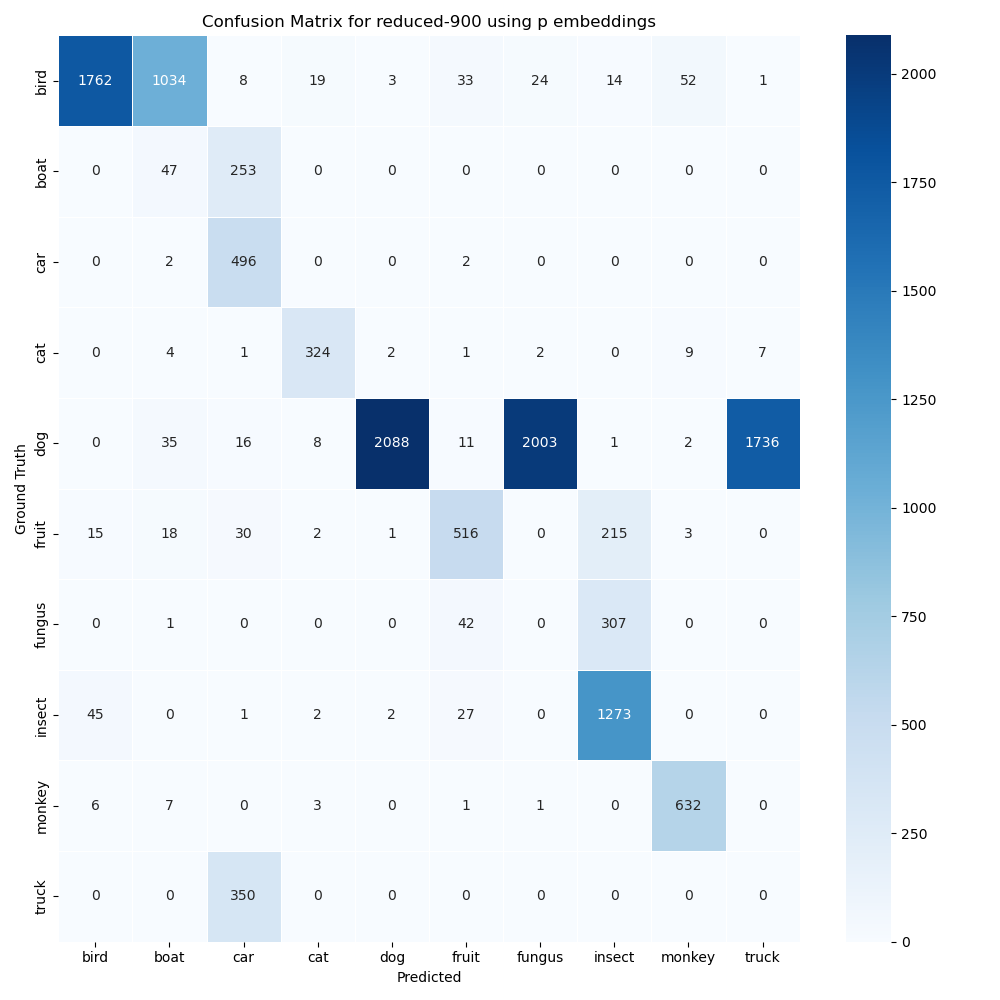 Confusion Matrix for reduced-900 using p embeddings
bird 1762 1034 8 19 3 33 24 14 52 1
boat 0 47 253 0 0 0 0 0 0 0
car 0 2 496 0 0 2 0 0 0 0
cat 0 4 1 324 2 1 2 0 9 7
dog 0 35 16 8 2088 11 2003 1 2 1736
fruit 15 18 30 2 1 516 0 215 3 0
fungus 0 1 0 0 0 42 0 307 0 0
insect 45 0 1 2 2 27 0 1273 0 0
monkey 6 7 0 3 0 1 1 0 632 0
truck 0 0 350 0 0 0 0 0 0 0
bird boat car cat dog fruit fungus insect monkey truck
Predicted
Ground Truth
2000
1750
1500
1250
1000
750
500
250
0